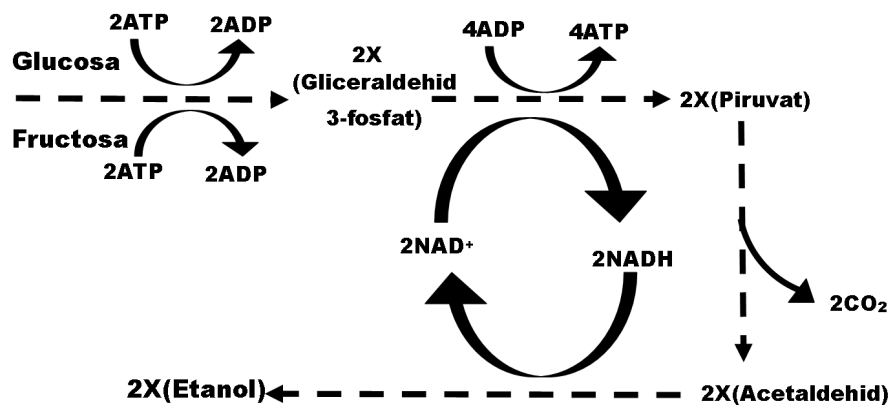 2ATP 2ADP
Glucosa
Fructosa
2ATP 2ADP
2X
(Gliceraldehid
3-fosfat)
4ADP 4ATP
2X(Piruvat)
2NAD⁺
2NADH
2CO₂
2X(Etanol)
2X(Acetaldehid)